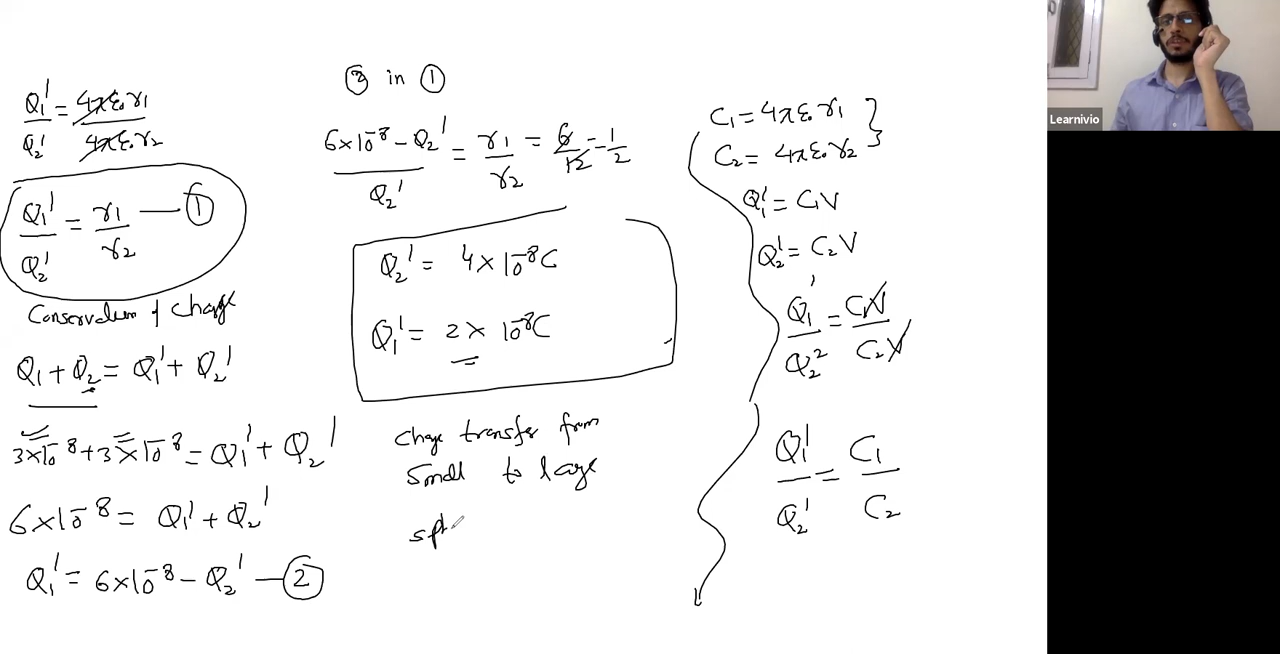 Q₁'/Q₂' = 4πε₀r₁/4πε₀r₂
Q₁'/Q₂' = r₁/r₂ — ①
Conservation of Charge
Q₁ + Q₂ = Q₁' + Q₂'
3×10⁻⁸ + 3×10⁻⁸ = Q₁' + Q₂'
6×10⁻⁸ = Q₁' + Q₂'
Q₁' = 6×10⁻⁸ − Q₂' — ②
② in ①
6×10⁻⁸ − Q₂'/Q₂' = r₁/r₂ = 6/12 = 1/2
Q₂' = 4 × 10⁻⁸ C
Q₁' = 2 × 10⁻⁸ C
Charge transfer from
small to large
sph
C₁ = 4πε₀r₁
C₂ = 4πε₀r₂
Q₁' = C₁V
Q₂' = C₂V
Q₁'/Q₂² = C₁V/C₂V
Q₁'/Q₂' = C₁/C₂
Learnivio